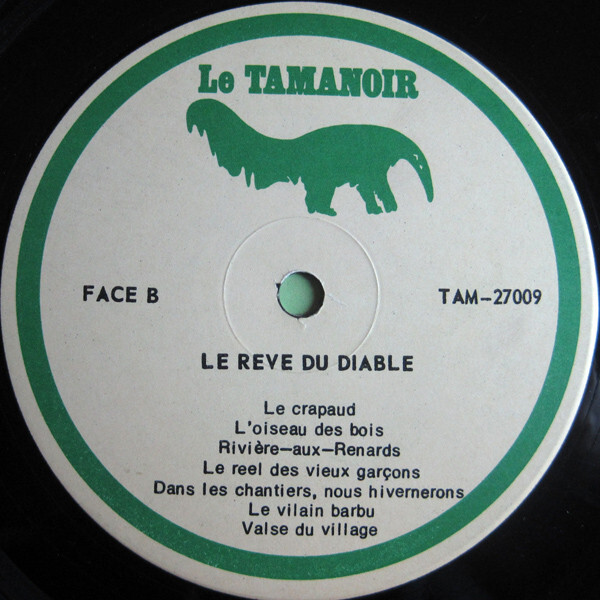 Le TAMANOIR
FACE B
TAM-27009
LE REVE DU DIABLE
Le crapaud
L'oiseau des bois
Rivière-aux-Renards
Le reel des vieux garçons
Dans les chantiers, nous hivernerons
Le vilain barbu
Valse du village